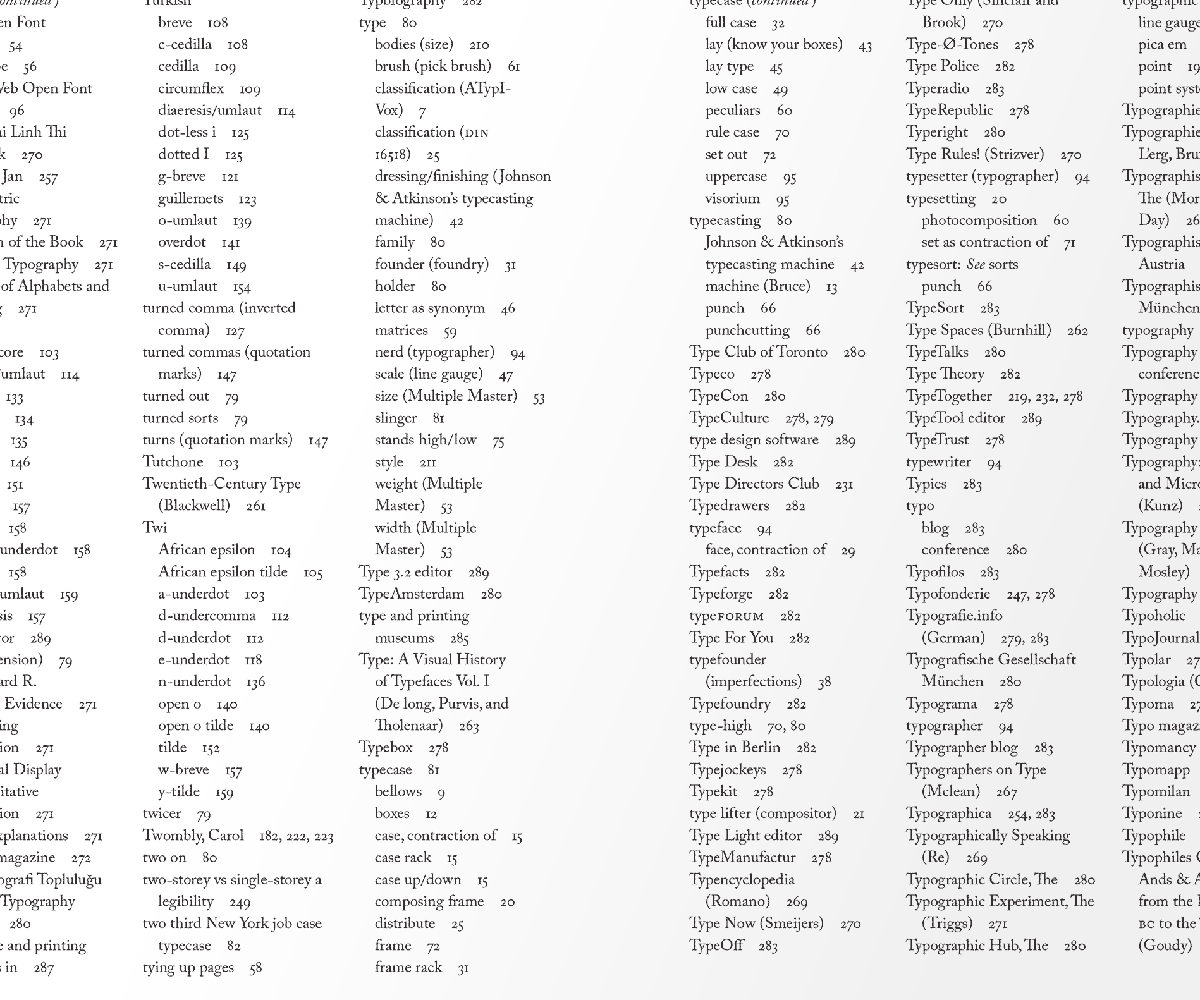 continued)
en Font
54
e 56
Veb Open Font
96
i Linh Thi
k 270
Jan 257
tric
phy 271
n of the Book 271
Typography 271
of Alphabets and
g 271
core 103
/umlaut 114
133
134
135
146
151
157
158
underdot 158
158
umlaut 159
sis 157
or 289
ension) 79
ard R.
Evidence 271
ing
ion 271
al Display
itative
ion 271
xplanations 271
magazine 272
ografi Topluluğu
Typography
280
e and printing
s in 287
Turkish
breve 108
c-cedilla 108
cedilla 109
circumflex 109
diaeresis/umlaut 114
dot-less i 125
dotted I 125
g-breve 121
guillemets 123
o-umlaut 139
overdot 141
s-cedilla 149
u-umlaut 154
turned comma (inverted
comma) 127
turned commas (quotation
marks) 147
turned out 79
turned sorts 79
turns (quotation marks) 147
Tutchone 103
Twentieth-Century Type
(Blackwell) 261
Twi
African epsilon 104
African epsilon tilde 105
a-underdot 103
d-undercomma 112
d-underdot 112
e-underdot 118
n-underdot 136
open o 140
open o tilde 140
tilde 152
w-breve 157
y-tilde 159
twicer 79
Twombly, Carol 182, 222, 223
two on 80
two-storey vs single-storey a
legibility 249
two third New York job case
typecase 82
tying up pages 58
Typbiography 282
type 80
bodies (size) 210
brush (pick brush) 61
classification (ATypI-
Vox) 7
classification (DIN
16518) 25
dressing/finishing (Johnson
& Atkinson's typecasting
machine) 42
family 80
founder (foundry) 31
holder 80
letter as synonym 46
matrices 59
nerd (typographer) 94
scale (line gauge) 47
size (Multiple Master) 53
slinger 81
stands high/low 75
style 211
weight (Multiple
Master) 53
width (Multiple
Master) 53
Type 3.2 editor 289
TypeAmsterdam 280
type and printing
museums 285
Type: A Visual History
of Typefaces Vol. I
(De long, Purvis, and
Tholenaar) 263
Typebox 278
typecase 81
bellows 9
boxes 12
case, contraction of 15
case rack 15
case up/down 15
composing frame 20
distribute 25
frame 72
frame rack 31
typecase (continued)
full case 32
lay (know your boxes) 43
lay type 45
low case 49
peculiars 60
rule case 70
set out 72
uppercase 95
visorium 95
typecasting 80
Johnson & Atkinson's
typecasting machine 42
machine (Bruce) 13
punch 66
punchcutting 66
Type Club of Toronto 280
Typeco 278
TypeCon 280
TypeCulture 278, 279
type design software 289
Type Desk 282
Type Directors Club 231
Typedrawers 282
typeface 94
face, contraction of 29
Typefacts 282
Typeforge 282
typeFORUM 282
Type For You 282
typefounder
(imperfections) 38
Typefoundry 282
type-high 70, 80
Type in Berlin 282
Typejockeys 278
Typekit 278
type lifter (compositor) 21
Type Light editor 289
TypeManufactur 278
Typencyclopedia
(Romano) 269
Type Now (Smeijers) 270
TypeOff 283
Type Only (Sinclair and
Brook) 270
Type-Ø-Tones 278
Type Police 282
Typeradio 283
TypeRepublic 278
Typeright 280
Type Rules! (Strizver) 270
typesetter (typographer) 94
typesetting 20
photocomposition 60
set as contraction of 71
typesort: See sorts
punch 66
TypeSort 283
Type Spaces (Burnhill) 262
TypeTalks 280
Type Theory 282
TypeTogether 219, 232, 278
TypeTool editor 289
TypeTrust 278
typewriter 94
Typies 283
typo
blog 283
conference 280
Typofilos 283
Typofonderie 247, 278
Typografie.info
(German) 279, 283
Typografische Gesellschaft
München 280
Typograma 278
typographer 94
Typographer blog 283
Typographers on Type
(Mclean) 267
Typographica 254, 283
Typographically Speaking
(Re) 269
Typographic Circle, The 280
Typographic Experiment, The
(Triggs) 271
Typographic Hub, The 280
typographic
line gauge
pica em
point 19
point syst
Typographie
Typographie
L'erg, Bru
Typographis
The (Mor
Day) 26
Typographis
Austria
Typographis
München
typography
Typography
conference
Typography
Typography.
Typography
Typography:
and Micro
(Kunz)
Typography
(Gray, Ma
Mosley)
Typography
Typoholic
TypoJournal
Typolar 27
Typologia (G
Typoma 27
Typo magaz
Typomancy
Typomapp
Typomilan
Typonine
Typophile
Typophiles C
Ands & A
from the
BC to the
(Goudy)